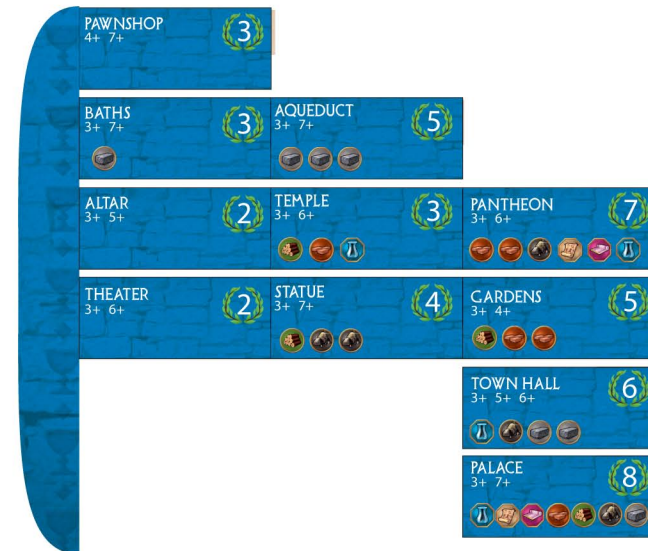 PAWNSHOP
4+ 7+
3
BATHS
3+ 7+
3
AQUEDUCT
3+ 7+
5
ALTAR
3+ 5+
2
TEMPLE
3+ 6+
3
PANTHEON
3+ 6+
7
THEATER
3+ 6+
2
STATUE
3+ 7+
4
GARDENS
3+ 4+
5
TOWN HALL
3+ 5+ 6+
6
PALACE
3+ 7+
8